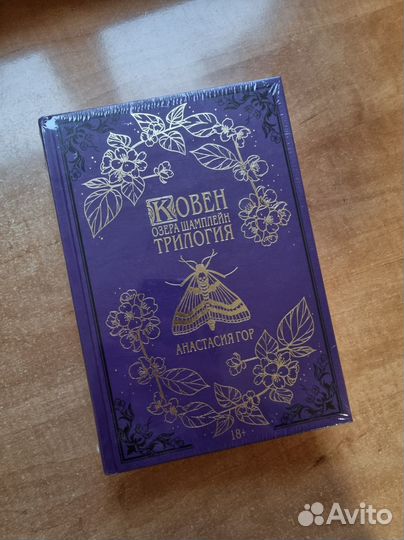 КОВЕН
ОЗЕРА ШАМПЛЕЙН
ТРИЛОГИЯ
АНАСТАСИЯ ГОР
18+
Avito